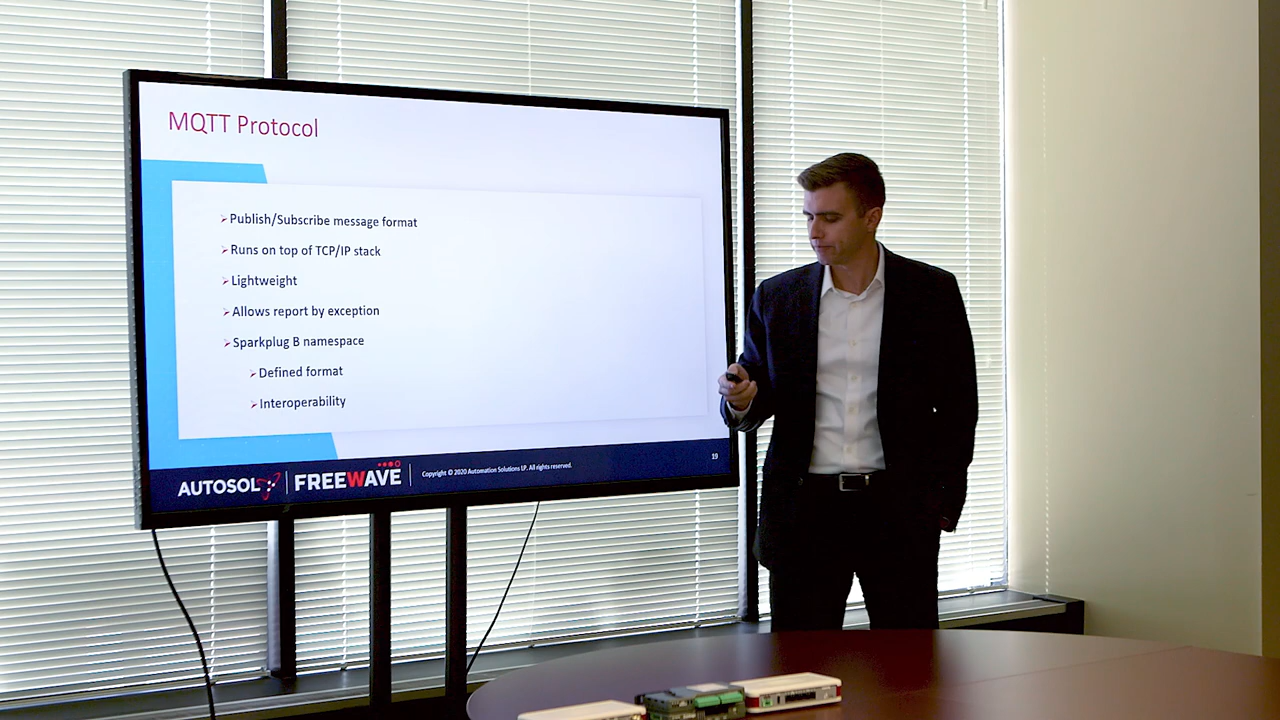 MQTT Protocol
➢Publish/Subscribe message format
➢Runs on top of TCP/IP stack
➢Lightweight
➢Allows report by exception
➢Sparkplug B namespace
➢Defined format
➢Interoperability
AUTOSOL FREEWAVE Copyright © 2020 Automation Solutions LP. All rights reserved. 19